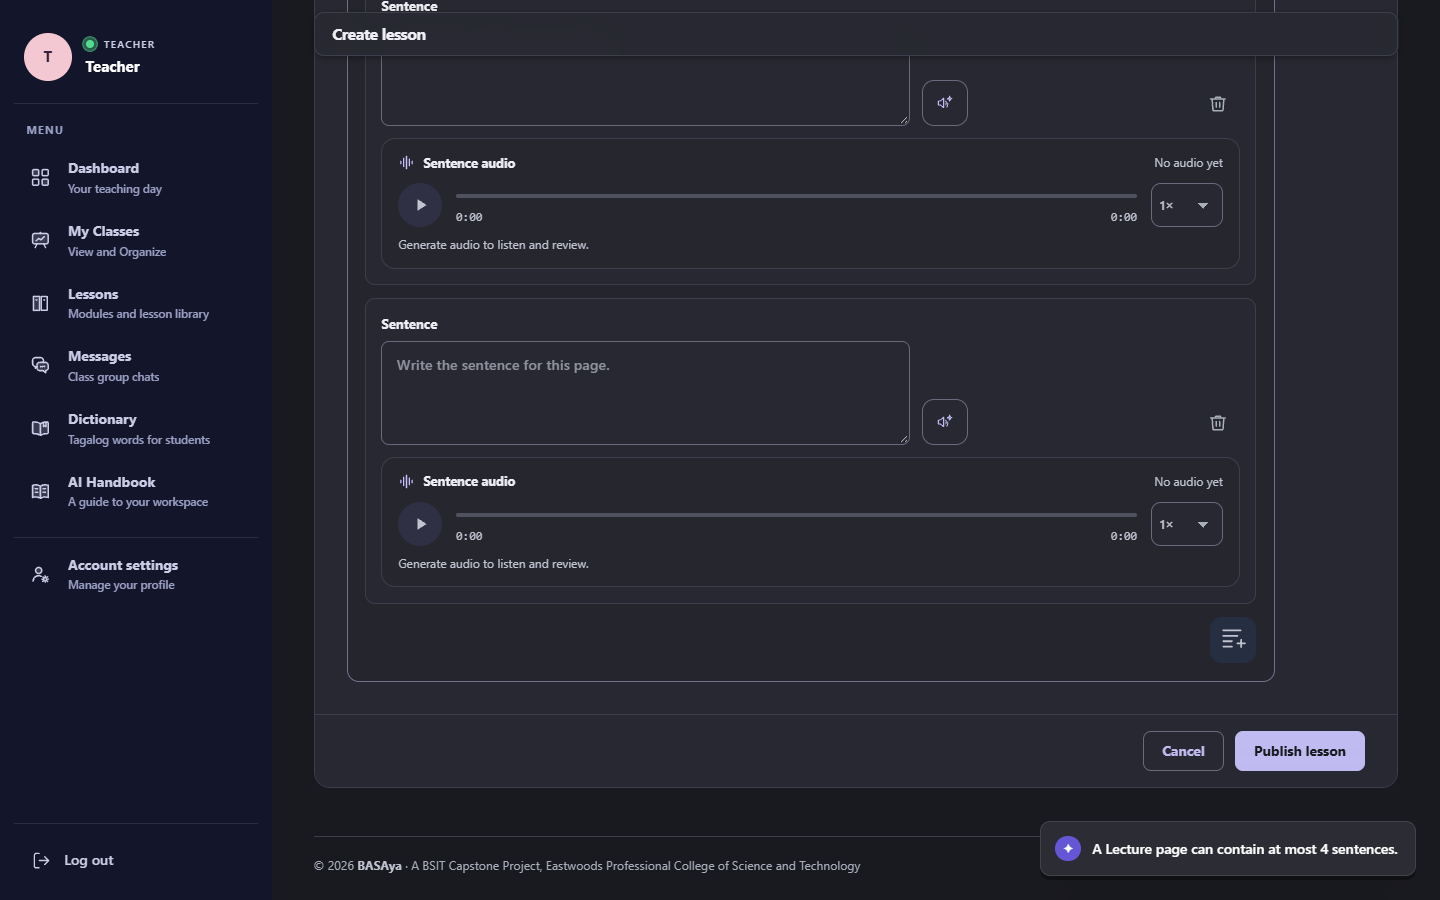 T
TEACHER
Teacher
MENU
Dashboard
Your teaching day
My Classes
View and Organize
Lessons
Modules and lesson library
Messages
Class group chats
Dictionary
Tagalog words for students
AI Handbook
A guide to your workspace
Account settings
Manage your profile
Log out
Sentence
Create lesson
Sentence audio
No audio yet
0:00
0:00
1×
Generate audio to listen and review.
Sentence
Write the sentence for this page.
Sentence audio
No audio yet
0:00
0:00
1×
Generate audio to listen and review.
Cancel
Publish lesson
© 2026 BASAya · A BSIT Capstone Project, Eastwoods Professional College of Science and Technology
A Lecture page can contain at most 4 sentences.